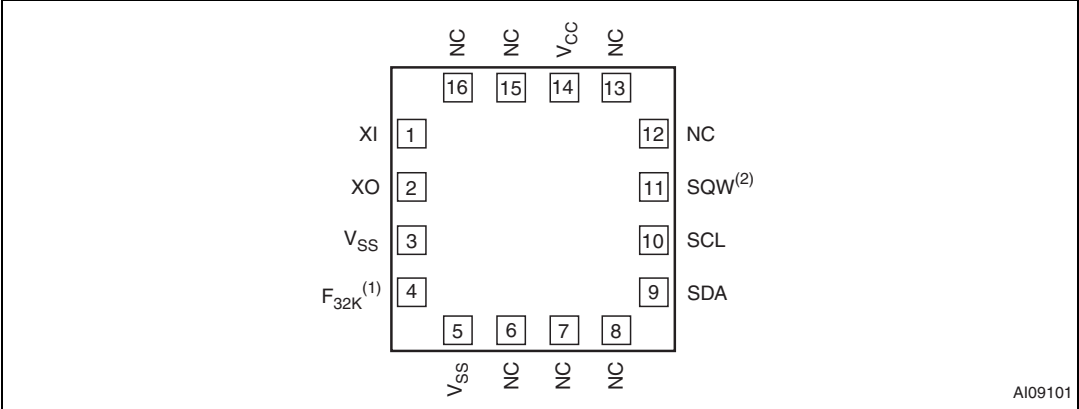 NC NC VCC NC
16 15 14 13
XI 1 12 NC
XO 2 11 SQW(2)
VSS 3 10 SCL
F32K(1) 4 9 SDA
5 6 7 8
VSS NC NC NC
AI09101